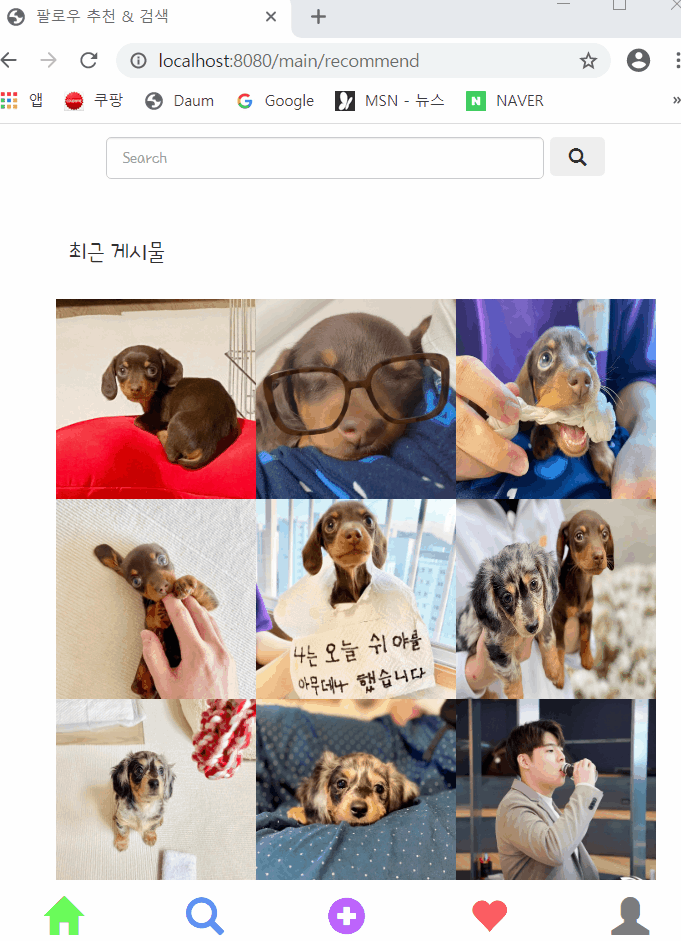 팔로우 추천 & 검색
localhost:8080/main/recommend
앱 쿠팡 Daum Google MSN - 뉴스 NAVER »
Search
최근 게시물
나는 오늘 쉬야를
아무데나 했습니다